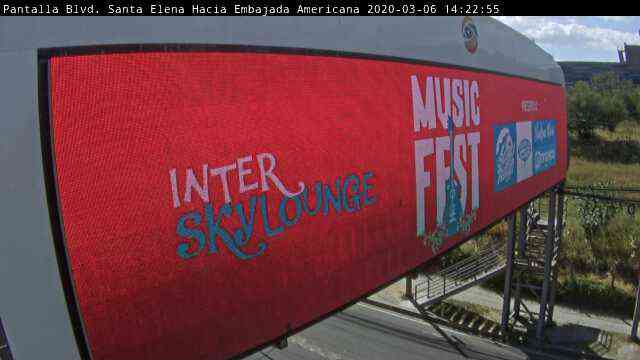 Pantalla Blvd. Santa Elena Hacia Embajada Americana 2020-03-06 14:22:55
INTER
SKYLOUNGE
MUSIC
FEST